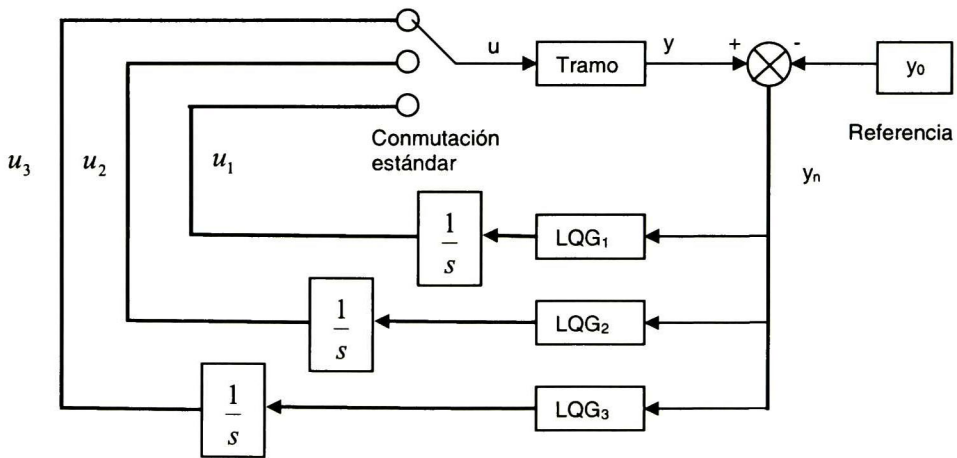 u
Tramo
y
+
-
y₀
Conmutación
estándar
Referencia
u₃
u₂
u₁
yₙ
1
s
LQG₁
1
s
LQG₂
1
s
LQG₃